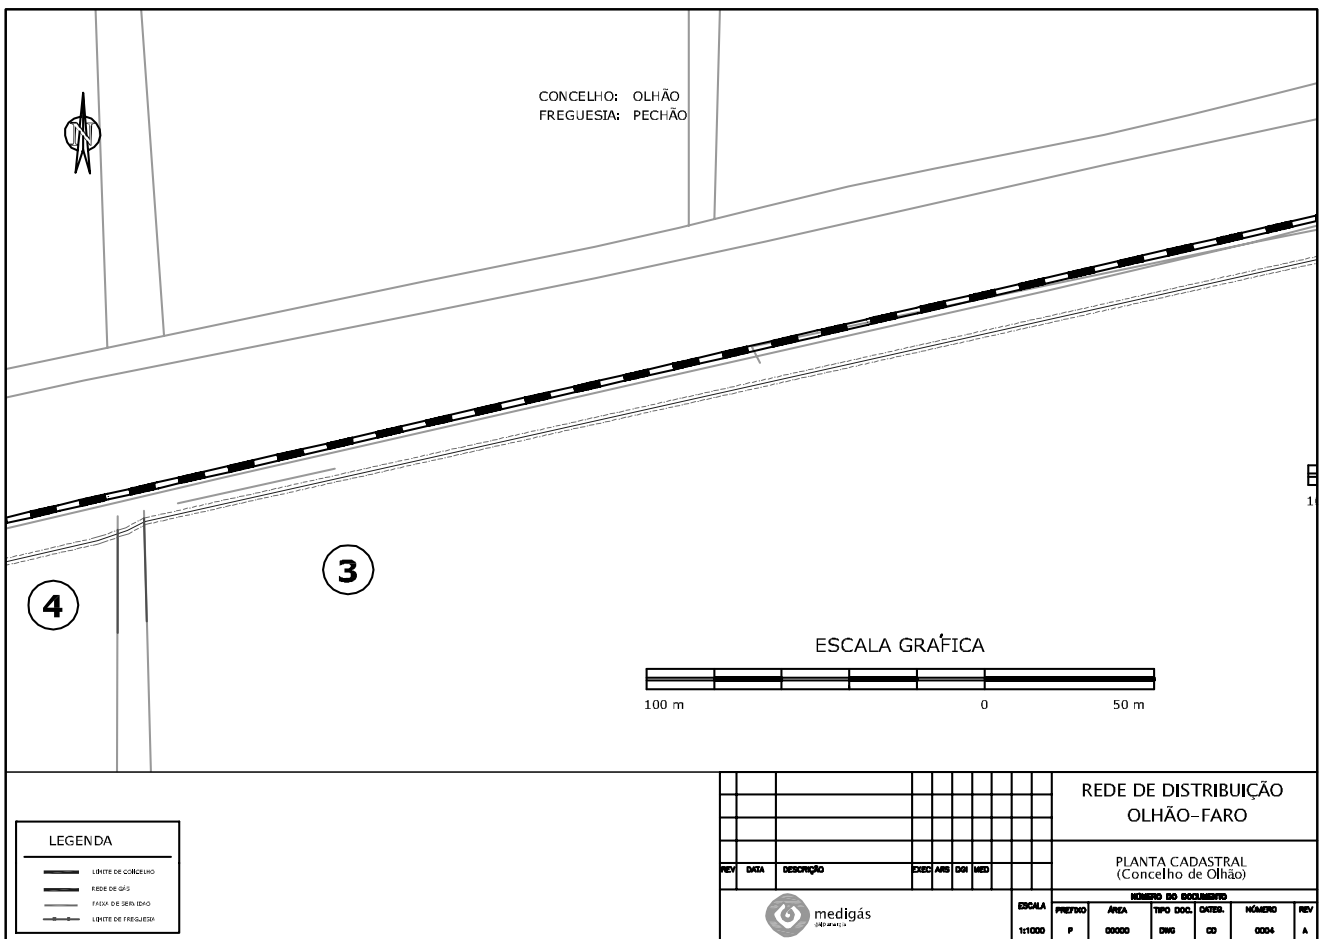 CONCELHO: OLHÃO
FREGUESIA: PECHÃO
N
10
3
4
ESCALA GRÁFICA
100 m 0 50 m
LEGENDA
LIMITE DE CONCELHO
REDE DE GÁS
FAIXA DE SERVIDÃO
LIMITE DE FREGUESIA
REDE DE DISTRIBUIÇÃO
OLHÃO-FARO
PLANTA CADASTRAL
(Concelho de Olhão)
REV DATA DESCRIÇÃO EXEC ARS DGI MED
medigás
galpenergia
ESCALA
1:1000
NÚMERO DO DOCUMENTO
PREFIXO ÁREA TIPO DOC. CATEG. NÚMERO REV
P 00000 DWG CD 0004 A